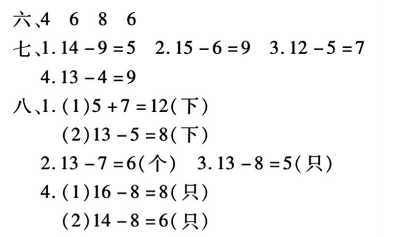 六、4 6 8 6
七、1. 14-9=5 2. 15-6=9 3. 12-5=7
4. 13-4=9
八、1. (1)5+7=12(下)
(2)13-5=8(下)
2. 13-7=6(个) 3. 13-8=5(只)
4. (1)16-8=8(只)
(2)14-8=6(只)